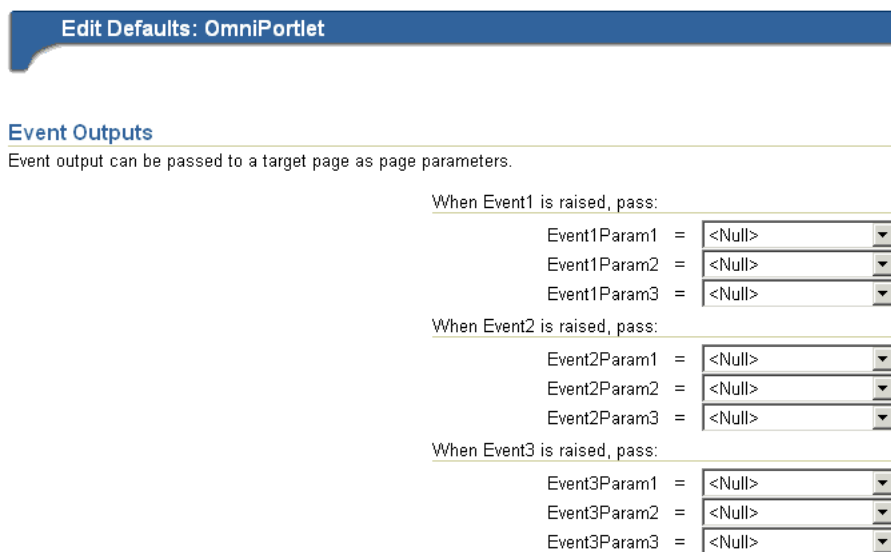 Edit Defaults: OmniPortlet
Event Outputs
Event output can be passed to a target page as page parameters.
When Event1 is raised, pass:
Event1Param1 = <Null>
Event1Param2 = <Null>
Event1Param3 = <Null>
When Event2 is raised, pass:
Event2Param1 = <Null>
Event2Param2 = <Null>
Event2Param3 = <Null>
When Event3 is raised, pass:
Event3Param1 = <Null>
Event3Param2 = <Null>
Event3Param3 = <Null>